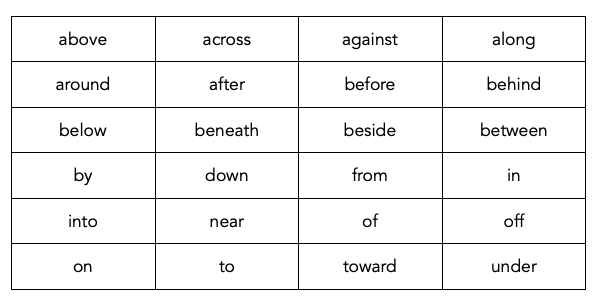 above across against along
around after before behind
below beneath beside between
by down from in
into near of off
on to toward under